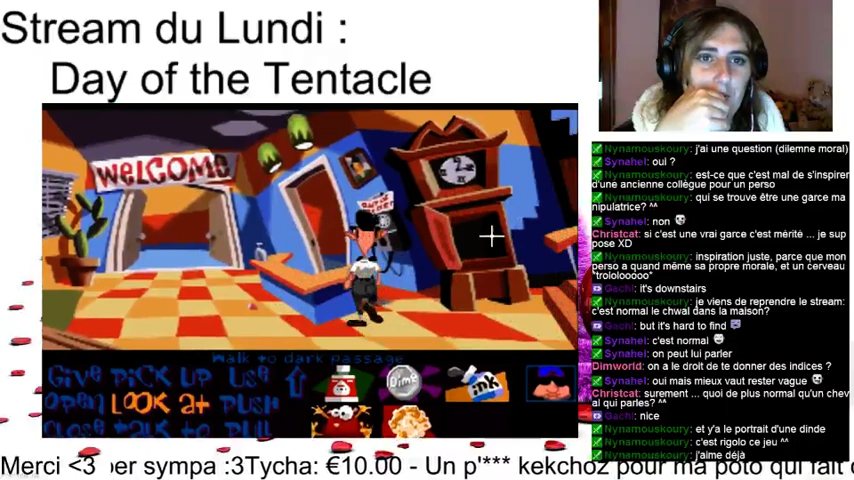 Stream du Lundi :
Day of the Tentacle
WELCOME
Walk to dark passage
GIVE PICK UP USE
OPEN LOOK AT PUSH
CLOSE TALK TO PULL
Dime
ink
Nynamouskoury: j'ai une question (dilemne moral)
Synahel: oui ?
Nynamouskoury: est-ce que c'est mal de s'inspirer
d'une ancienne collègue pour un perso
Nynamouskoury: qui se trouve être une garce ma
nipulatrice? ^^
Synahel: non
Christcat: si c'est une vrai garce c'est mérité ... je sup
pose XD
Nynamouskoury: inspiration juste, parce que mon
perso a quand même sa propre morale, et un cerveau
"trololoooo"
Gachi: it's downstairs
Nynamouskoury: je viens de reprendre le stream:
c'est normal le chwal dans la maison?
Gachi: but it's hard to find
Synahel: c'est normal
Synahel: on peut lui parler
Dimworld: on a le droit de te donner des indices ?
Synahel: oui mais mieux vaut rester vague
Christcat: surement ... quoi de plus normal qu'un chev
al qui parles? ^^
Gachi: nice
Nynamouskoury: et y'a le portrait d'une dinde
Nynamouskoury: c'est rigolo ce jeu ^^
Nynamouskoury: j'aime déjà
Merci <3 per sympa :3Tycha: €10.00 - Un p'*** kekchoz pour ma poto qui fait